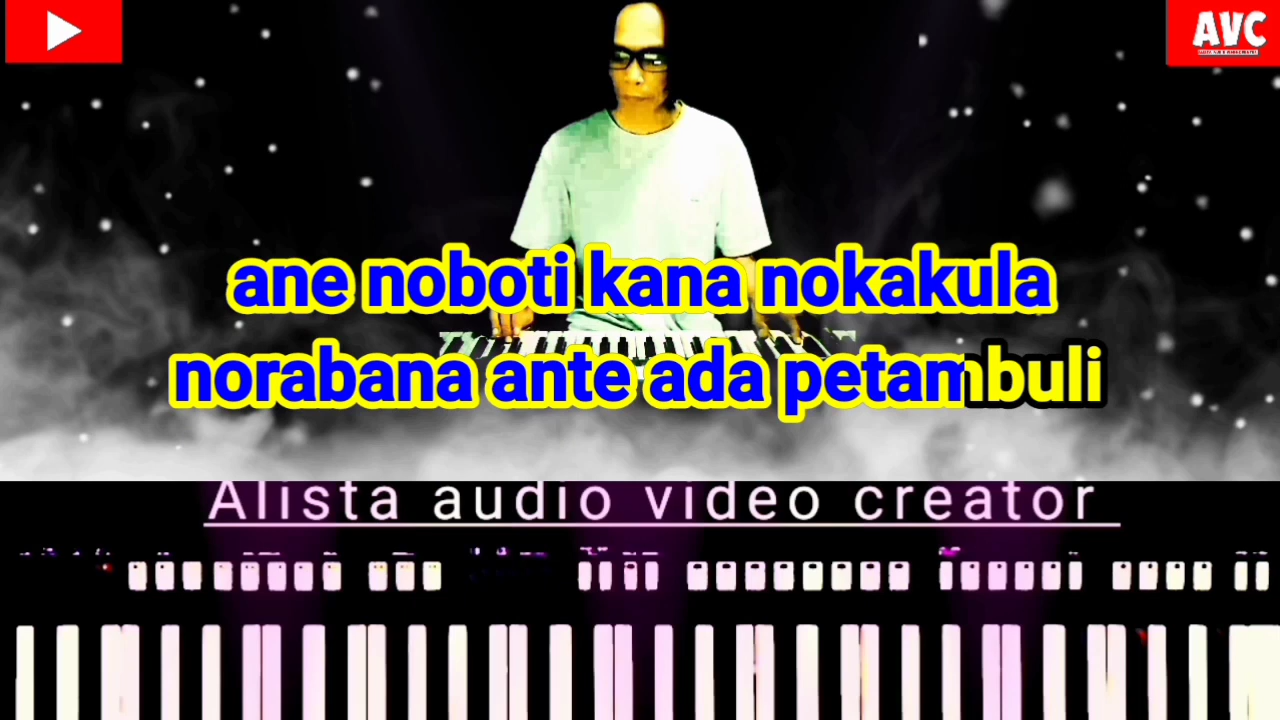 AVC
ane noboti kana nokakula
norabana ante ada petambuli
Alista audio video creator